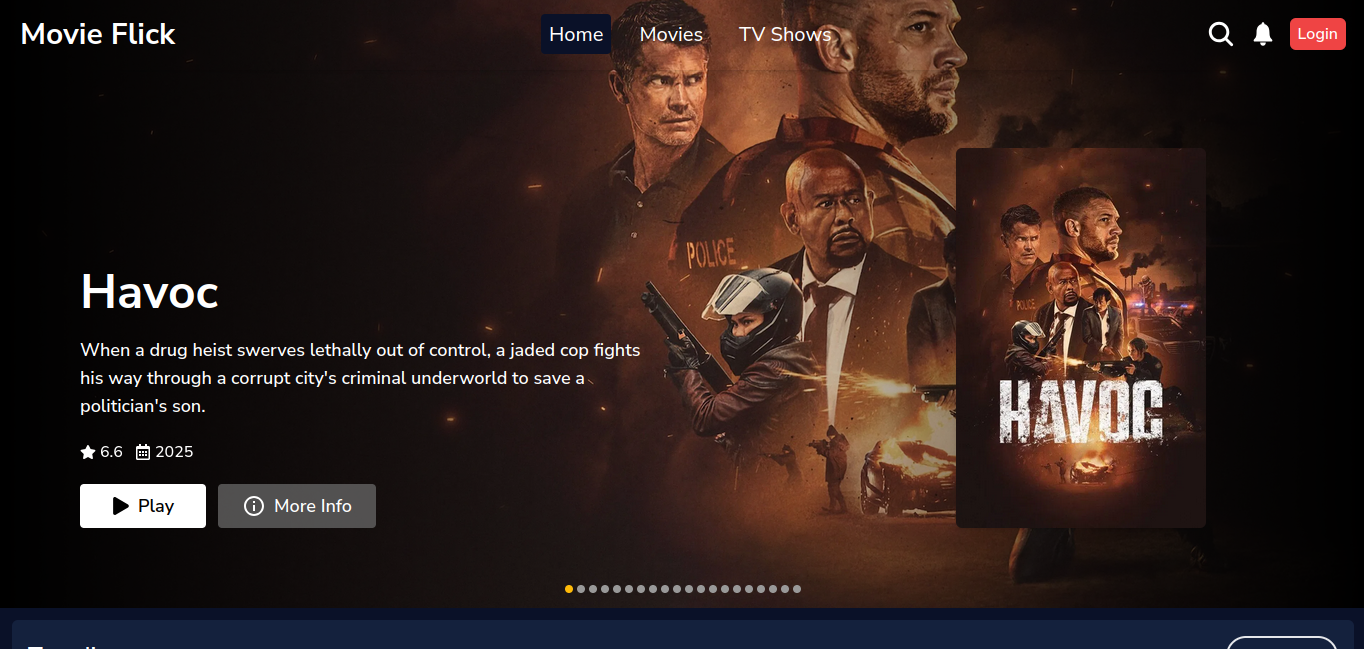 Movie Flick
Home
Movies
TV Shows
Login
POLICE
Havoc
When a drug heist swerves lethally out of control, a jaded cop fights
his way through a corrupt city's criminal underworld to save a
politician's son.
6.6
2025
Play
More Info
POLICE
HAVOC